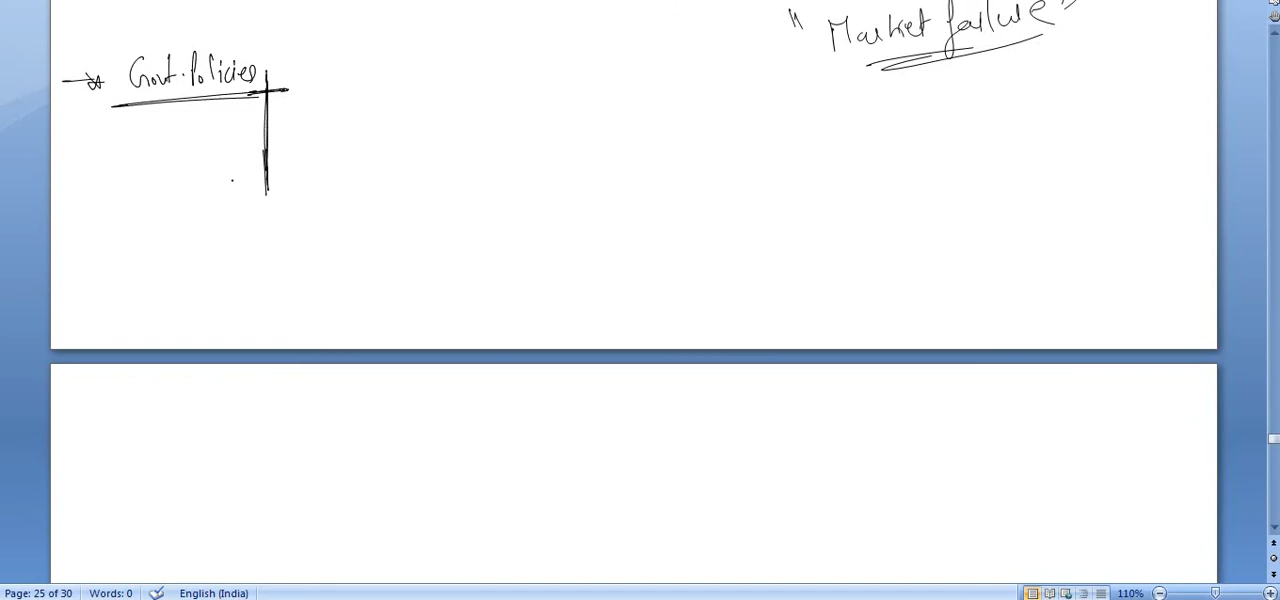 " Market failure "
Govt. Policies
Page: 25 of 30 Words: 0 English (India) 110%